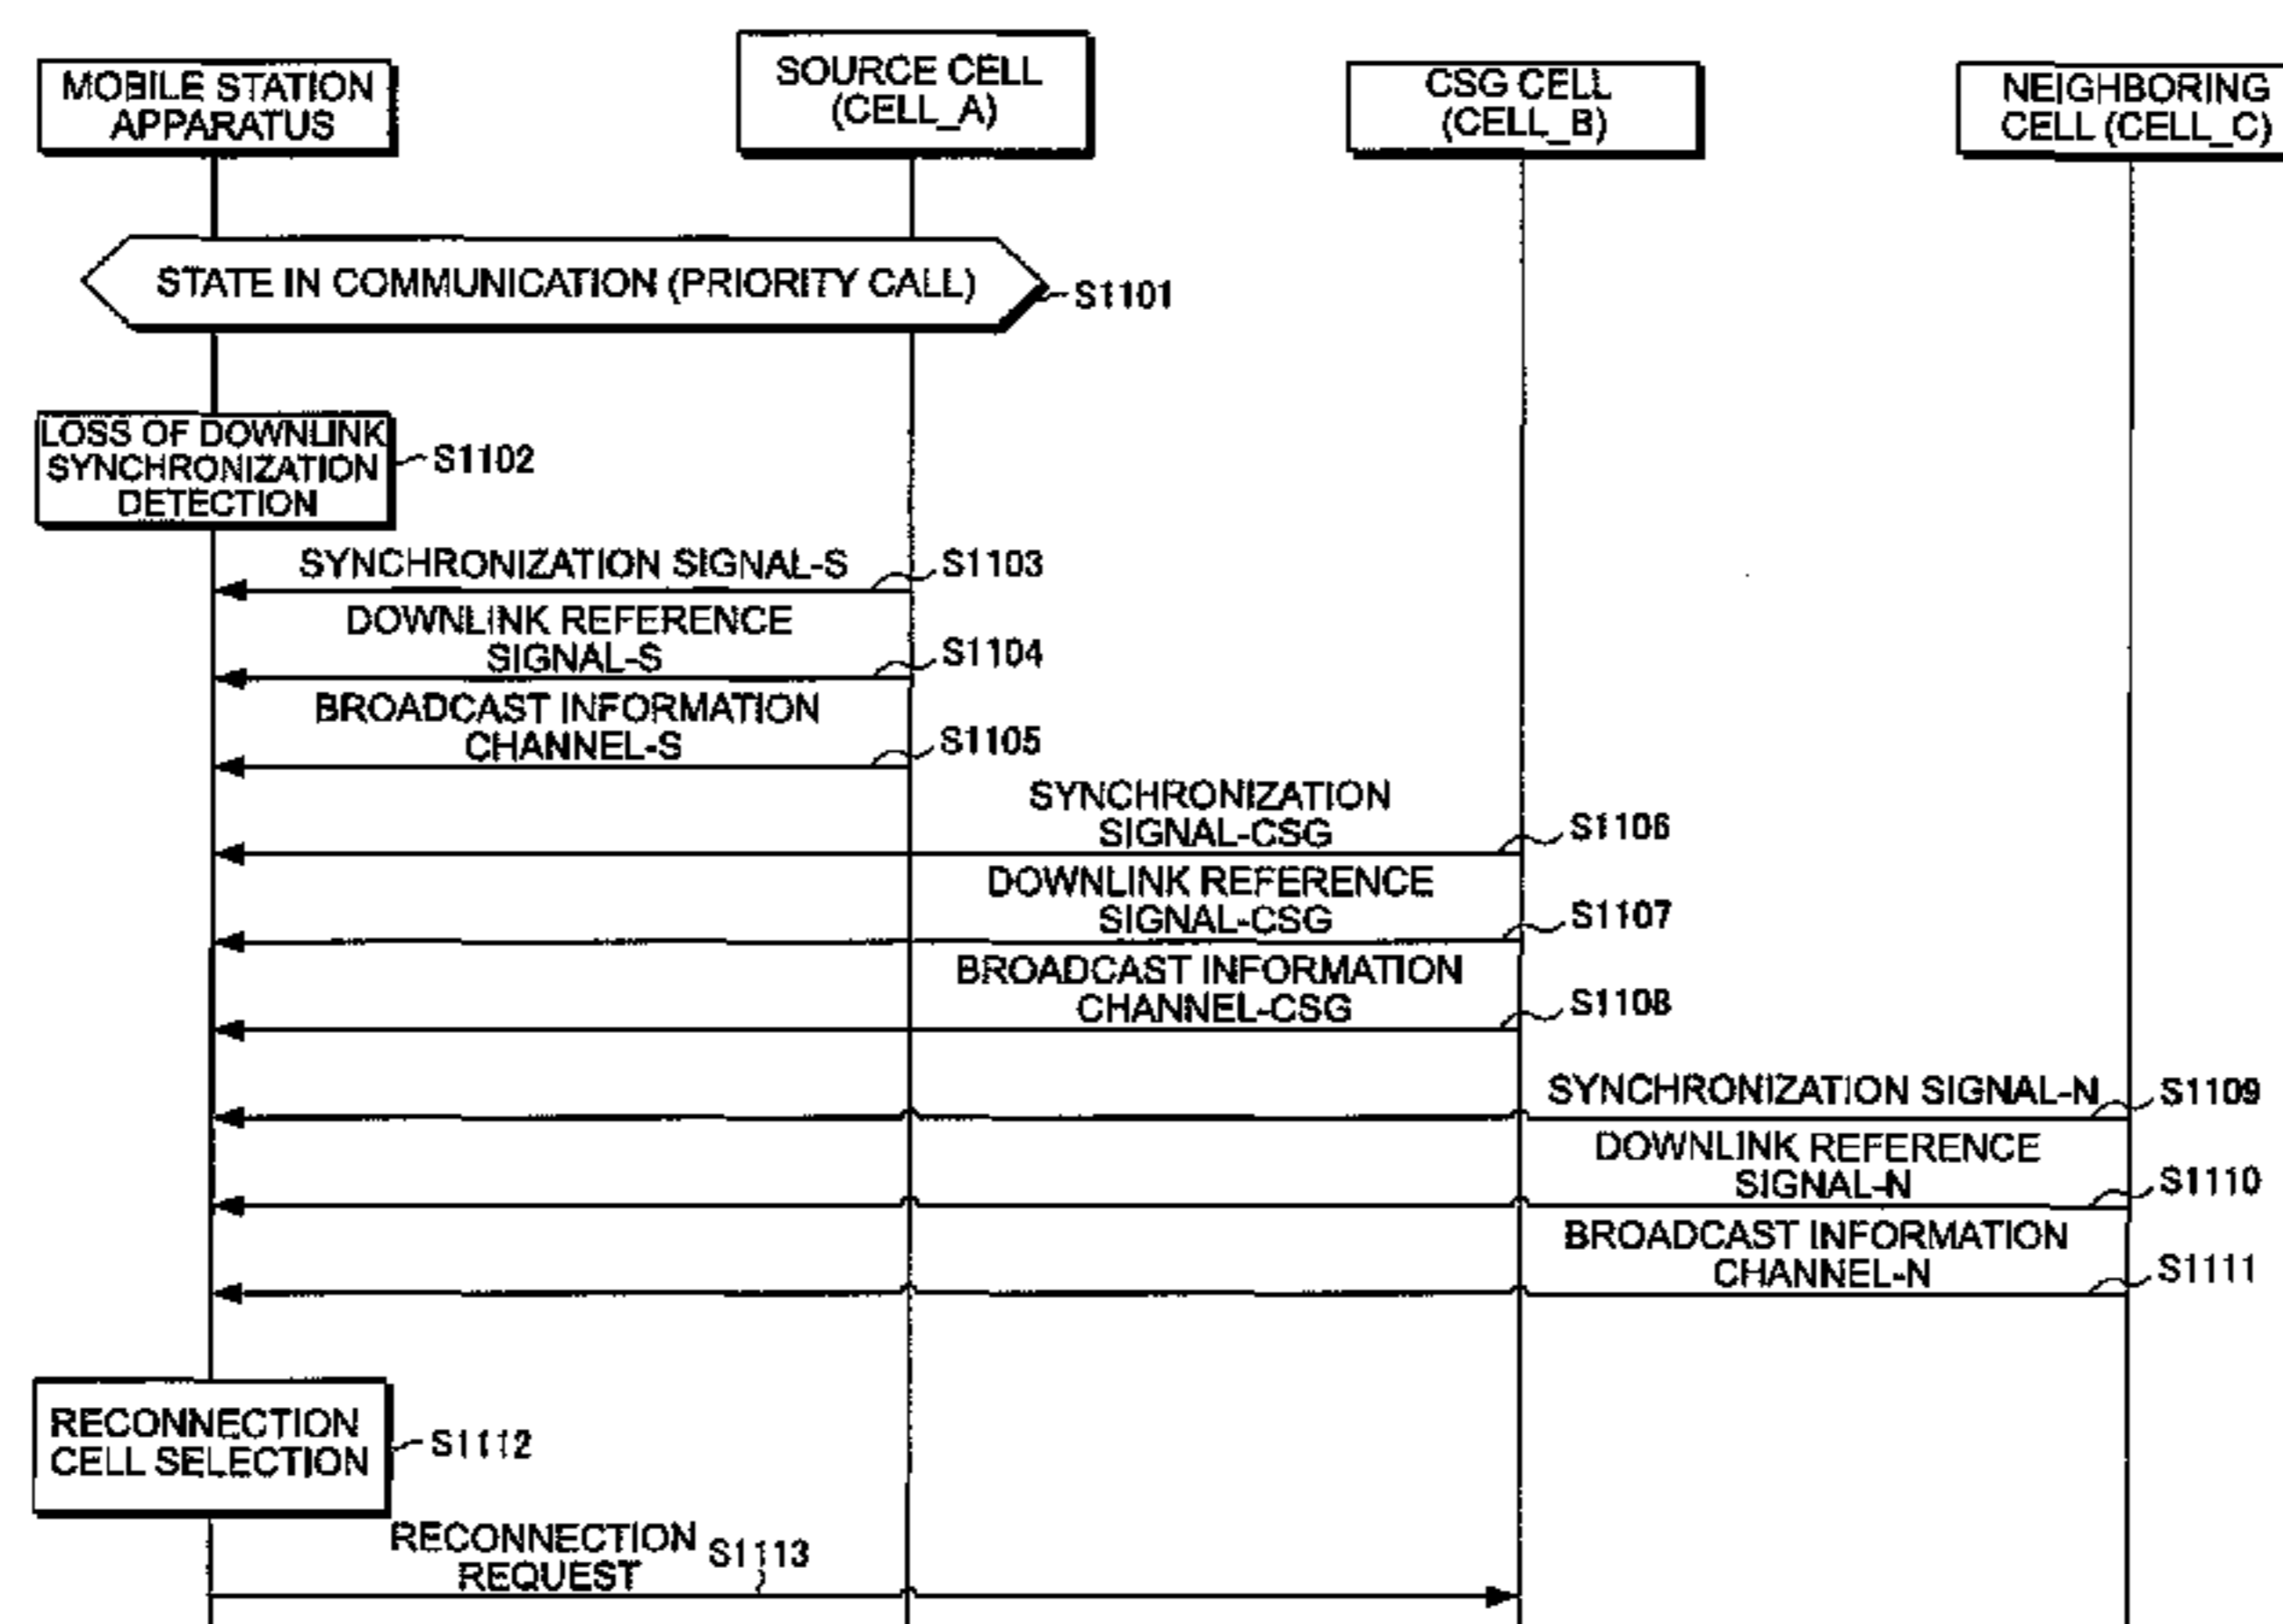 MOBILE STATION
APPARATUS
SOURCE CELL
(CELL_A)
CSG CELL
(CELL_B)
NEIGHBORING
CELL (CELL_C)
STATE IN COMMUNICATION (PRIORITY CALL)
S1101
LOSS OF DOWNLINK
SYNCHRONIZATION
DETECTION
S1102
SYNCHRONIZATION SIGNAL-S
S1103
DOWNLINK REFERENCE
SIGNAL-S
S1104
BROADCAST INFORMATION
CHANNEL-S
S1105
SYNCHRONIZATION
SIGNAL-CSG
S1106
DOWNLINK REFERENCE
SIGNAL-CSG
S1107
BROADCAST INFORMATION
CHANNEL-CSG
S1108
SYNCHRONIZATION SIGNAL-N
S1109
DOWNLINK REFERENCE
SIGNAL-N
S1110
BROADCAST INFORMATION
CHANNEL-N
S1111
RECONNECTION
CELL SELECTION
S1112
RECONNECTION
REQUEST
S1113